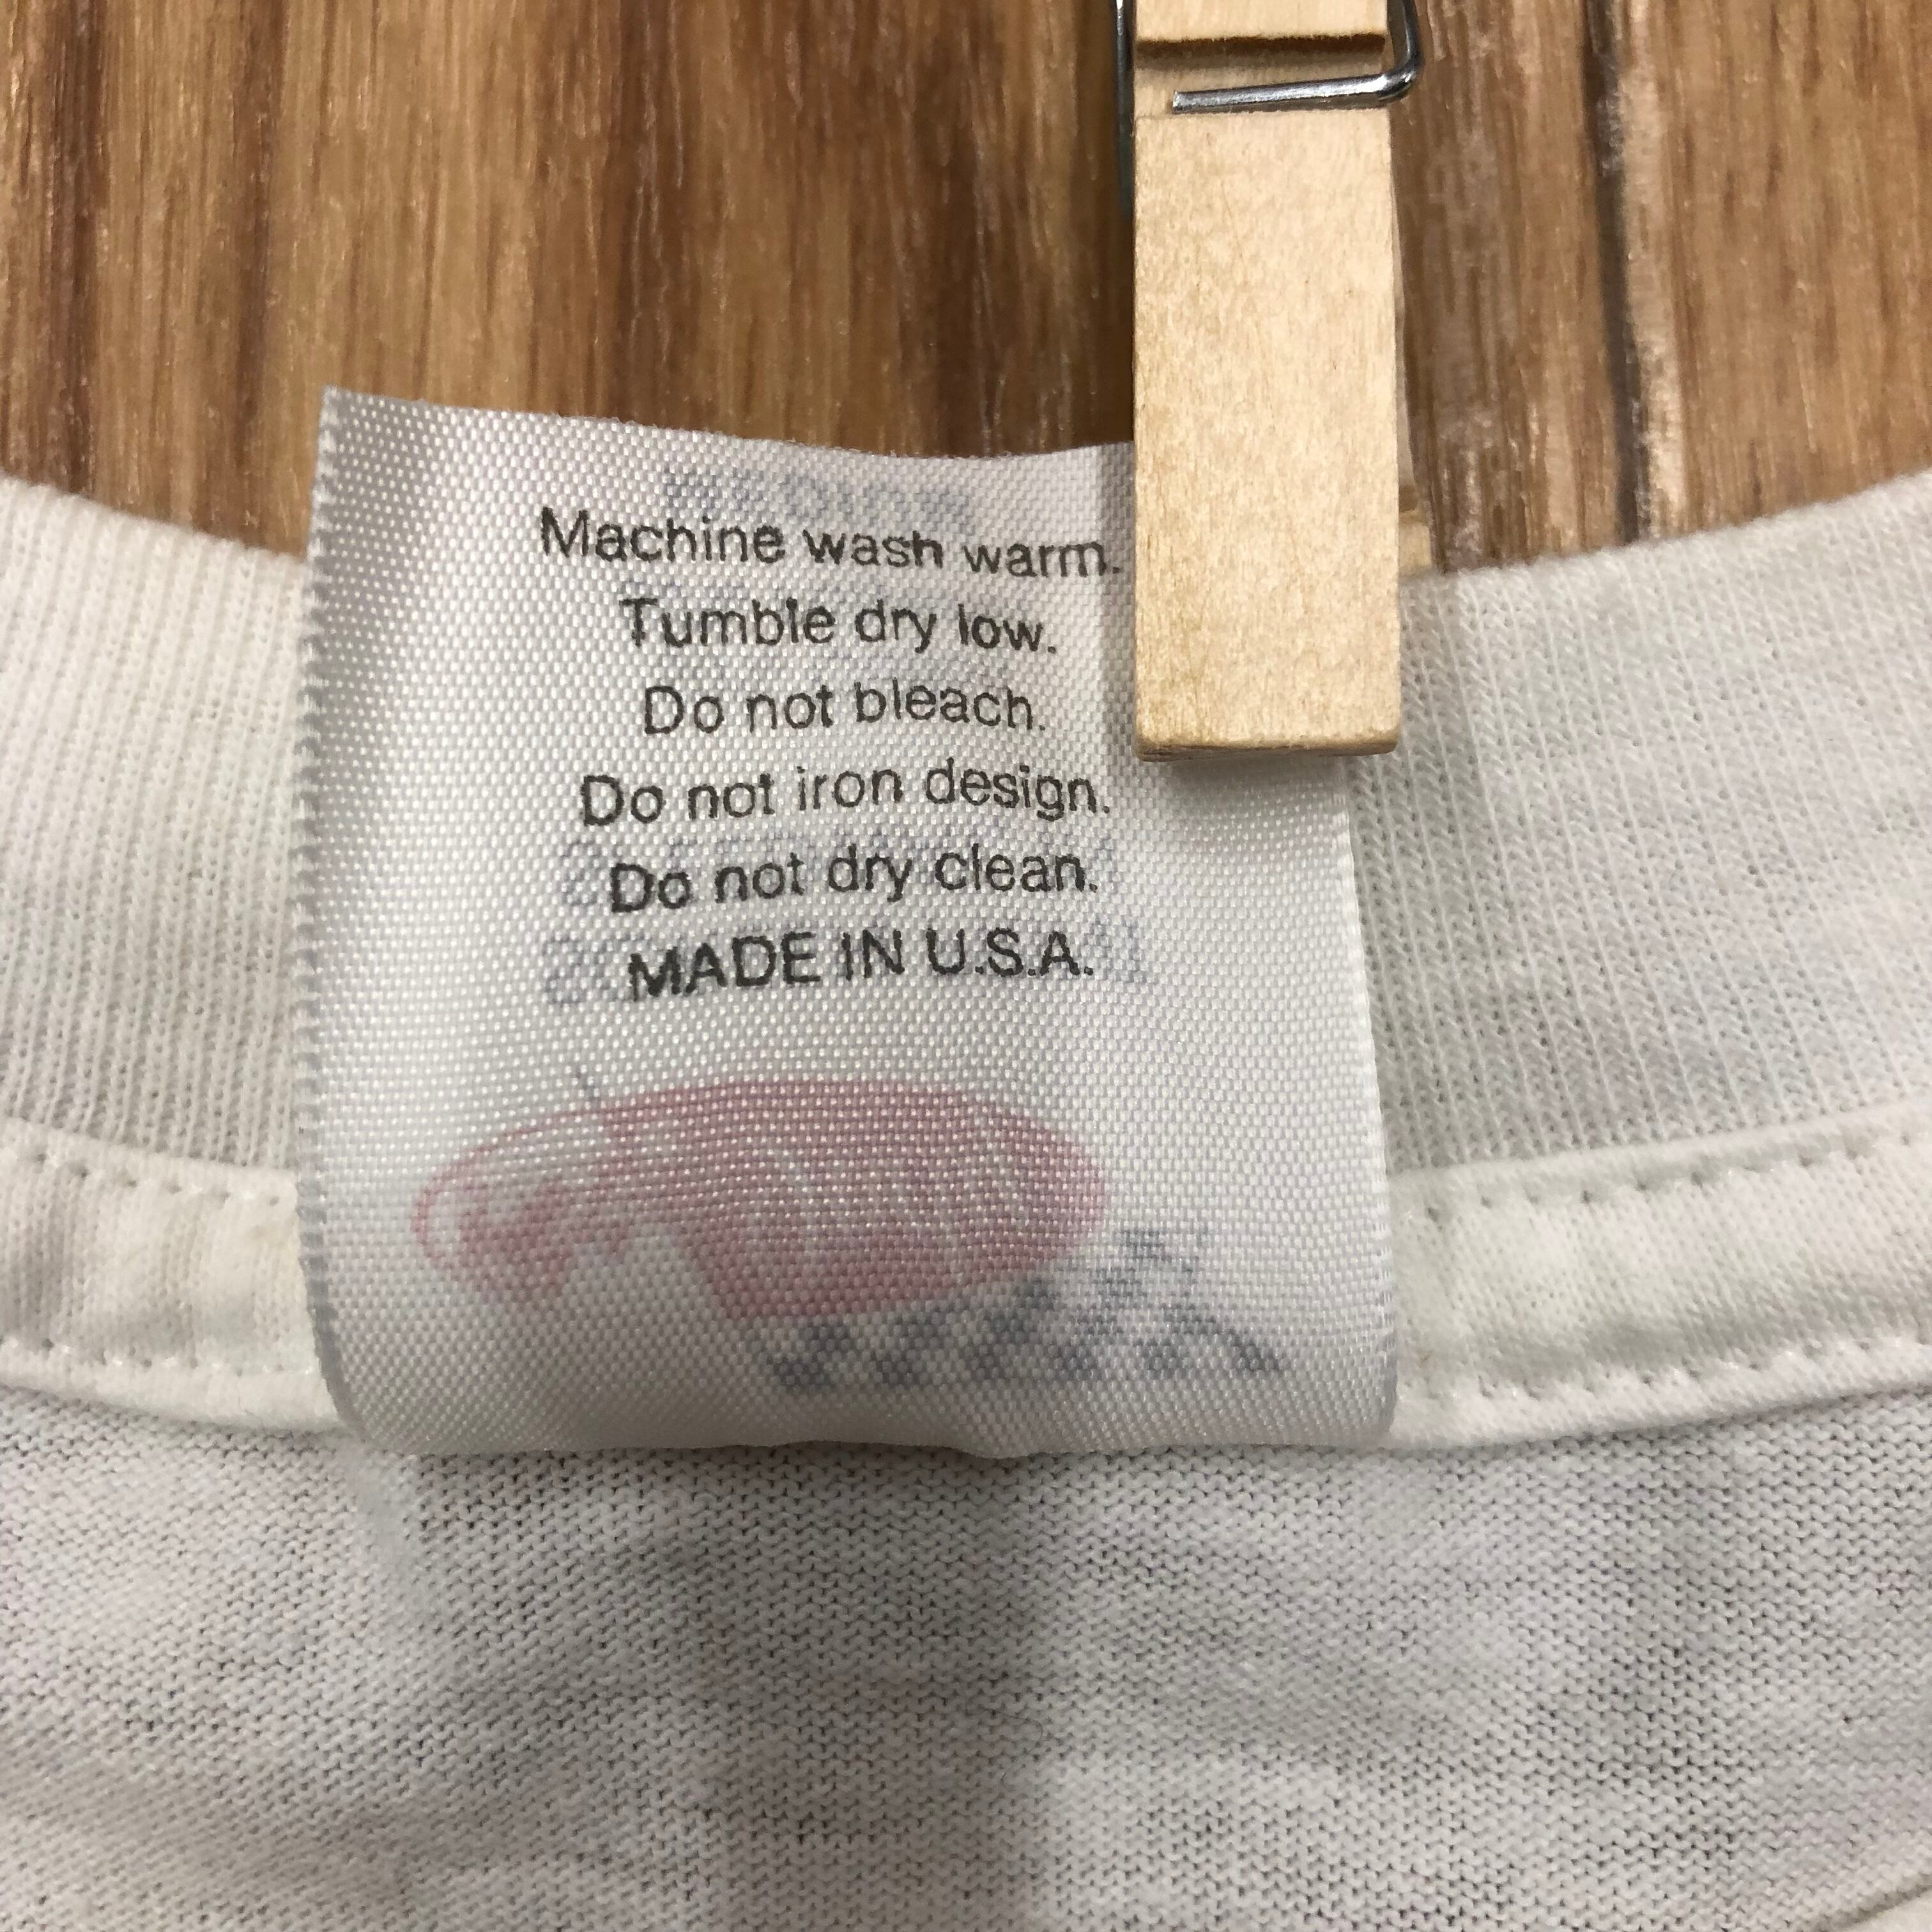 Machine wash warm.
Tumble dry low.
Do not bleach.
Do not iron design.
Do not dry clean.
MADE IN U.S.A.